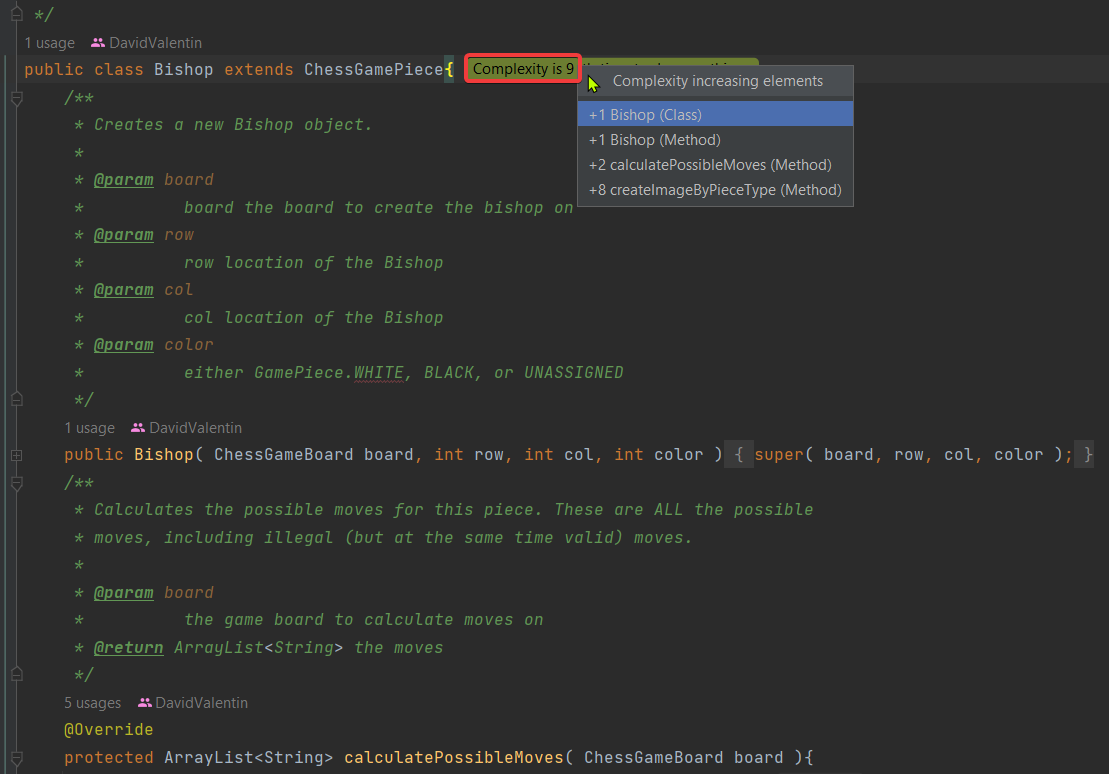 */
1 usage DavidValentin
public class Bishop extends ChessGamePiece{ Complexity is 9
Complexity increasing elements
+1 Bishop (Class)
+1 Bishop (Method)
+2 calculatePossibleMoves (Method)
+8 createImageByPieceType (Method)
/**
* Creates a new Bishop object.
*
* @param board
* board the board to create the bishop on
* @param row
* row location of the Bishop
* @param col
* col location of the Bishop
* @param color
* either GamePiece.WHITE, BLACK, or UNASSIGNED
*/
1 usage DavidValentin
public Bishop( ChessGameBoard board, int row, int col, int color ) { super( board, row, col, color ); }
/**
* Calculates the possible moves for this piece. These are ALL the possible
* moves, including illegal (but at the same time valid) moves.
*
* @param board
* the game board to calculate moves on
* @return ArrayList<String> the moves
*/
5 usages DavidValentin
@Override
protected ArrayList<String> calculatePossibleMoves( ChessGameBoard board ){